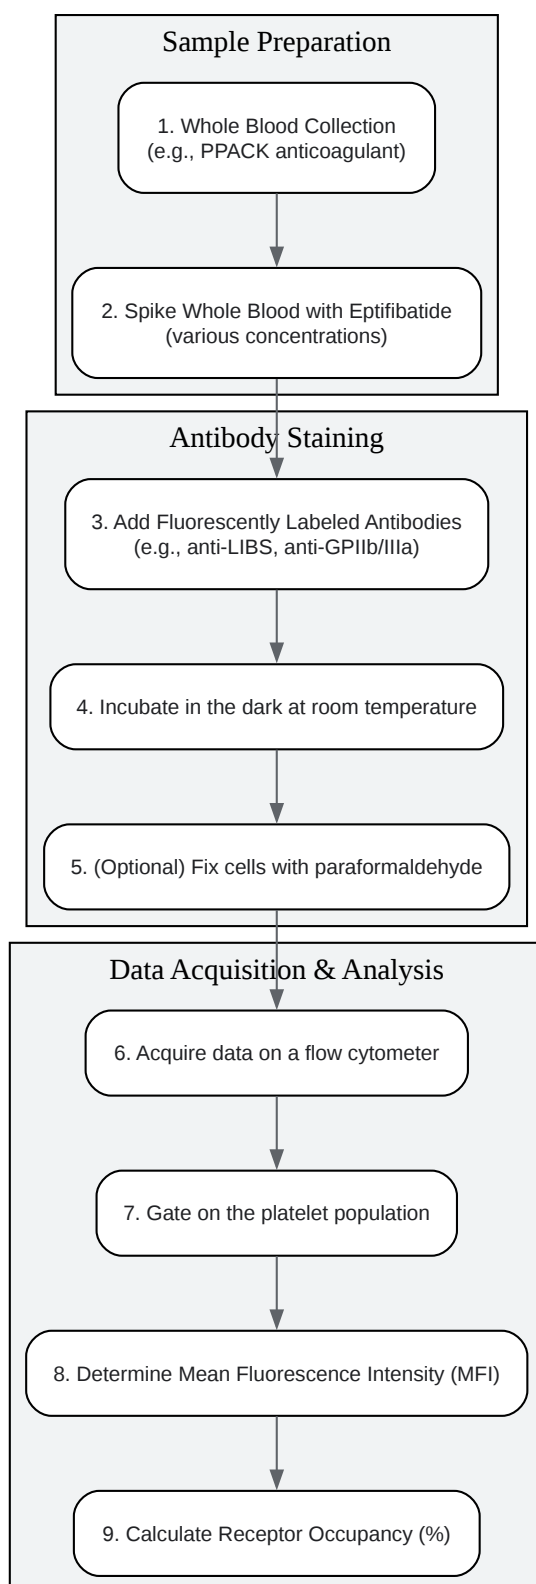 Sample Preparation
1. Whole Blood Collection
(e.g., PPACK anticoagulant)
2. Spike Whole Blood with Eptifibatide
(various concentrations)
Antibody Staining
3. Add Fluorescently Labeled Antibodies
(e.g., anti-LIBS, anti-GPIIb/IIIa)
4. Incubate in the dark at room temperature
5. (Optional) Fix cells with paraformaldehyde
Data Acquisition & Analysis
6. Acquire data on a flow cytometer
7. Gate on the platelet population
8. Determine Mean Fluorescence Intensity (MFI)
9. Calculate Receptor Occupancy (%)